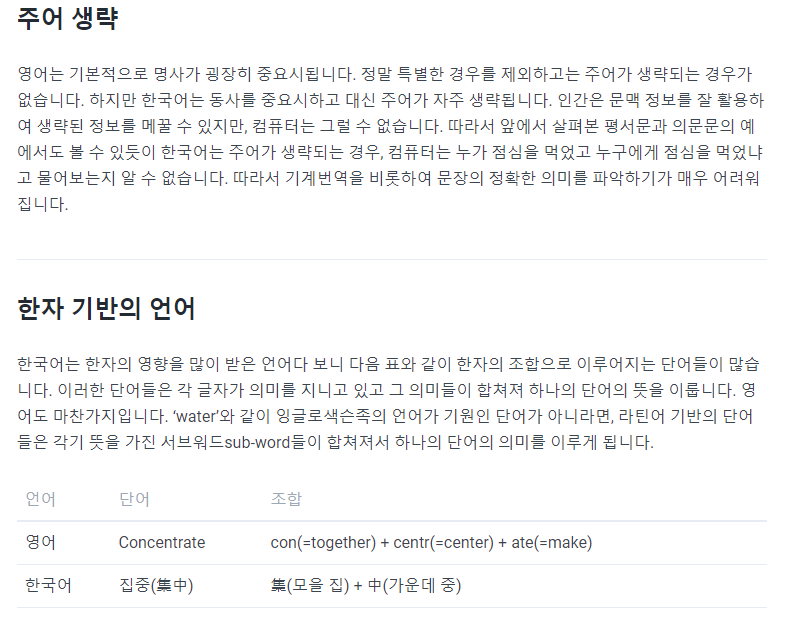 주어 생략
영어는 기본적으로 명사가 굉장히 중요시됩니다. 정말 특별한 경우를 제외하고는 주어가 생략되는 경우가
없습니다. 하지만 한국어는 동사를 중요시하고 대신 주어가 자주 생략됩니다. 인간은 문맥 정보를 잘 활용하
여 생략된 정보를 메꿀 수 있지만, 컴퓨터는 그럴 수 없습니다. 따라서 앞에서 살펴본 평서문과 의문문의 예
에서도 볼 수 있듯이 한국어는 주어가 생략되는 경우, 컴퓨터는 누가 점심을 먹었고 누구에게 점심을 먹었냐
고 물어보는지 알 수 없습니다. 따라서 기계번역을 비롯하여 문장의 정확한 의미를 파악하기가 매우 어려워
집니다.
한자 기반의 언어
한국어는 한자의 영향을 많이 받은 언어다 보니 다음 표와 같이 한자의 조합으로 이루어지는 단어들이 많습
니다. 이러한 단어들은 각 글자가 의미를 지니고 있고 그 의미들이 합쳐져 하나의 단어의 뜻을 이룹니다. 영
어도 마찬가지입니다. ‘water’와 같이 잉글로색슨족의 언어가 기원인 단어가 아니라면, 라틴어 기반의 단어
들은 각기 뜻을 가진 서브워드sub-word들이 합쳐져서 하나의 단어의 의미를 이루게 됩니다.
언어 단어 조합
영어 Concentrate con(=together) + centr(=center) + ate(=make)
한국어 집중(集中) 集(모을 집) + 中(가운데 중)